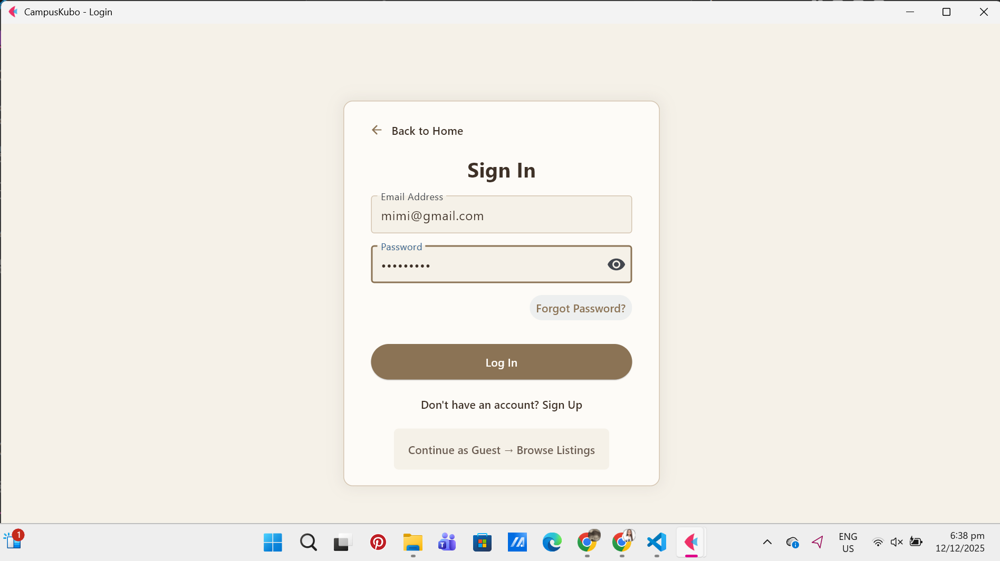 CampusKubo - Login
Back to Home
Sign In
Email Address
mimi@gmail.com
Password
•••••••••
Forgot Password?
Log In
Don't have an account? Sign Up
Continue as Guest → Browse Listings
1
T
i
ENG
US
6:38 pm
12/12/2025